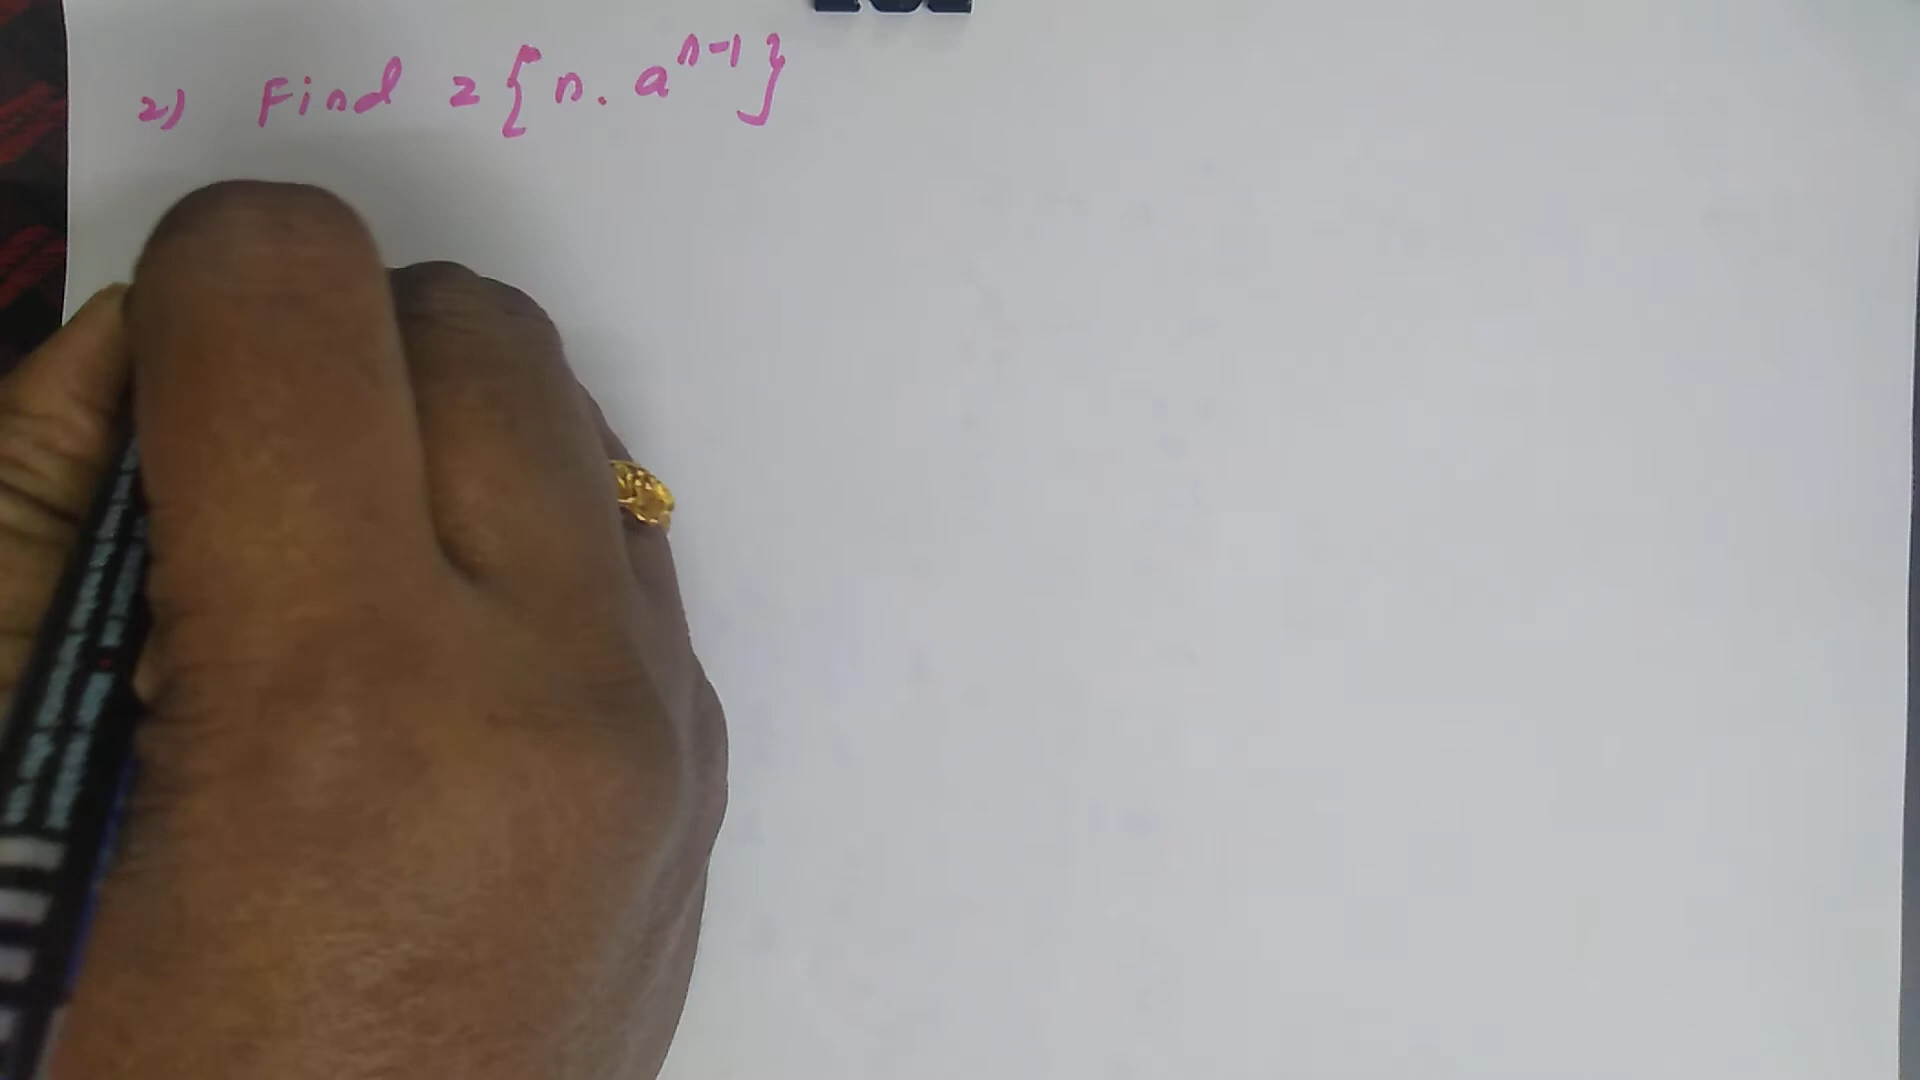 2) Find z{n. a^{n-1}}